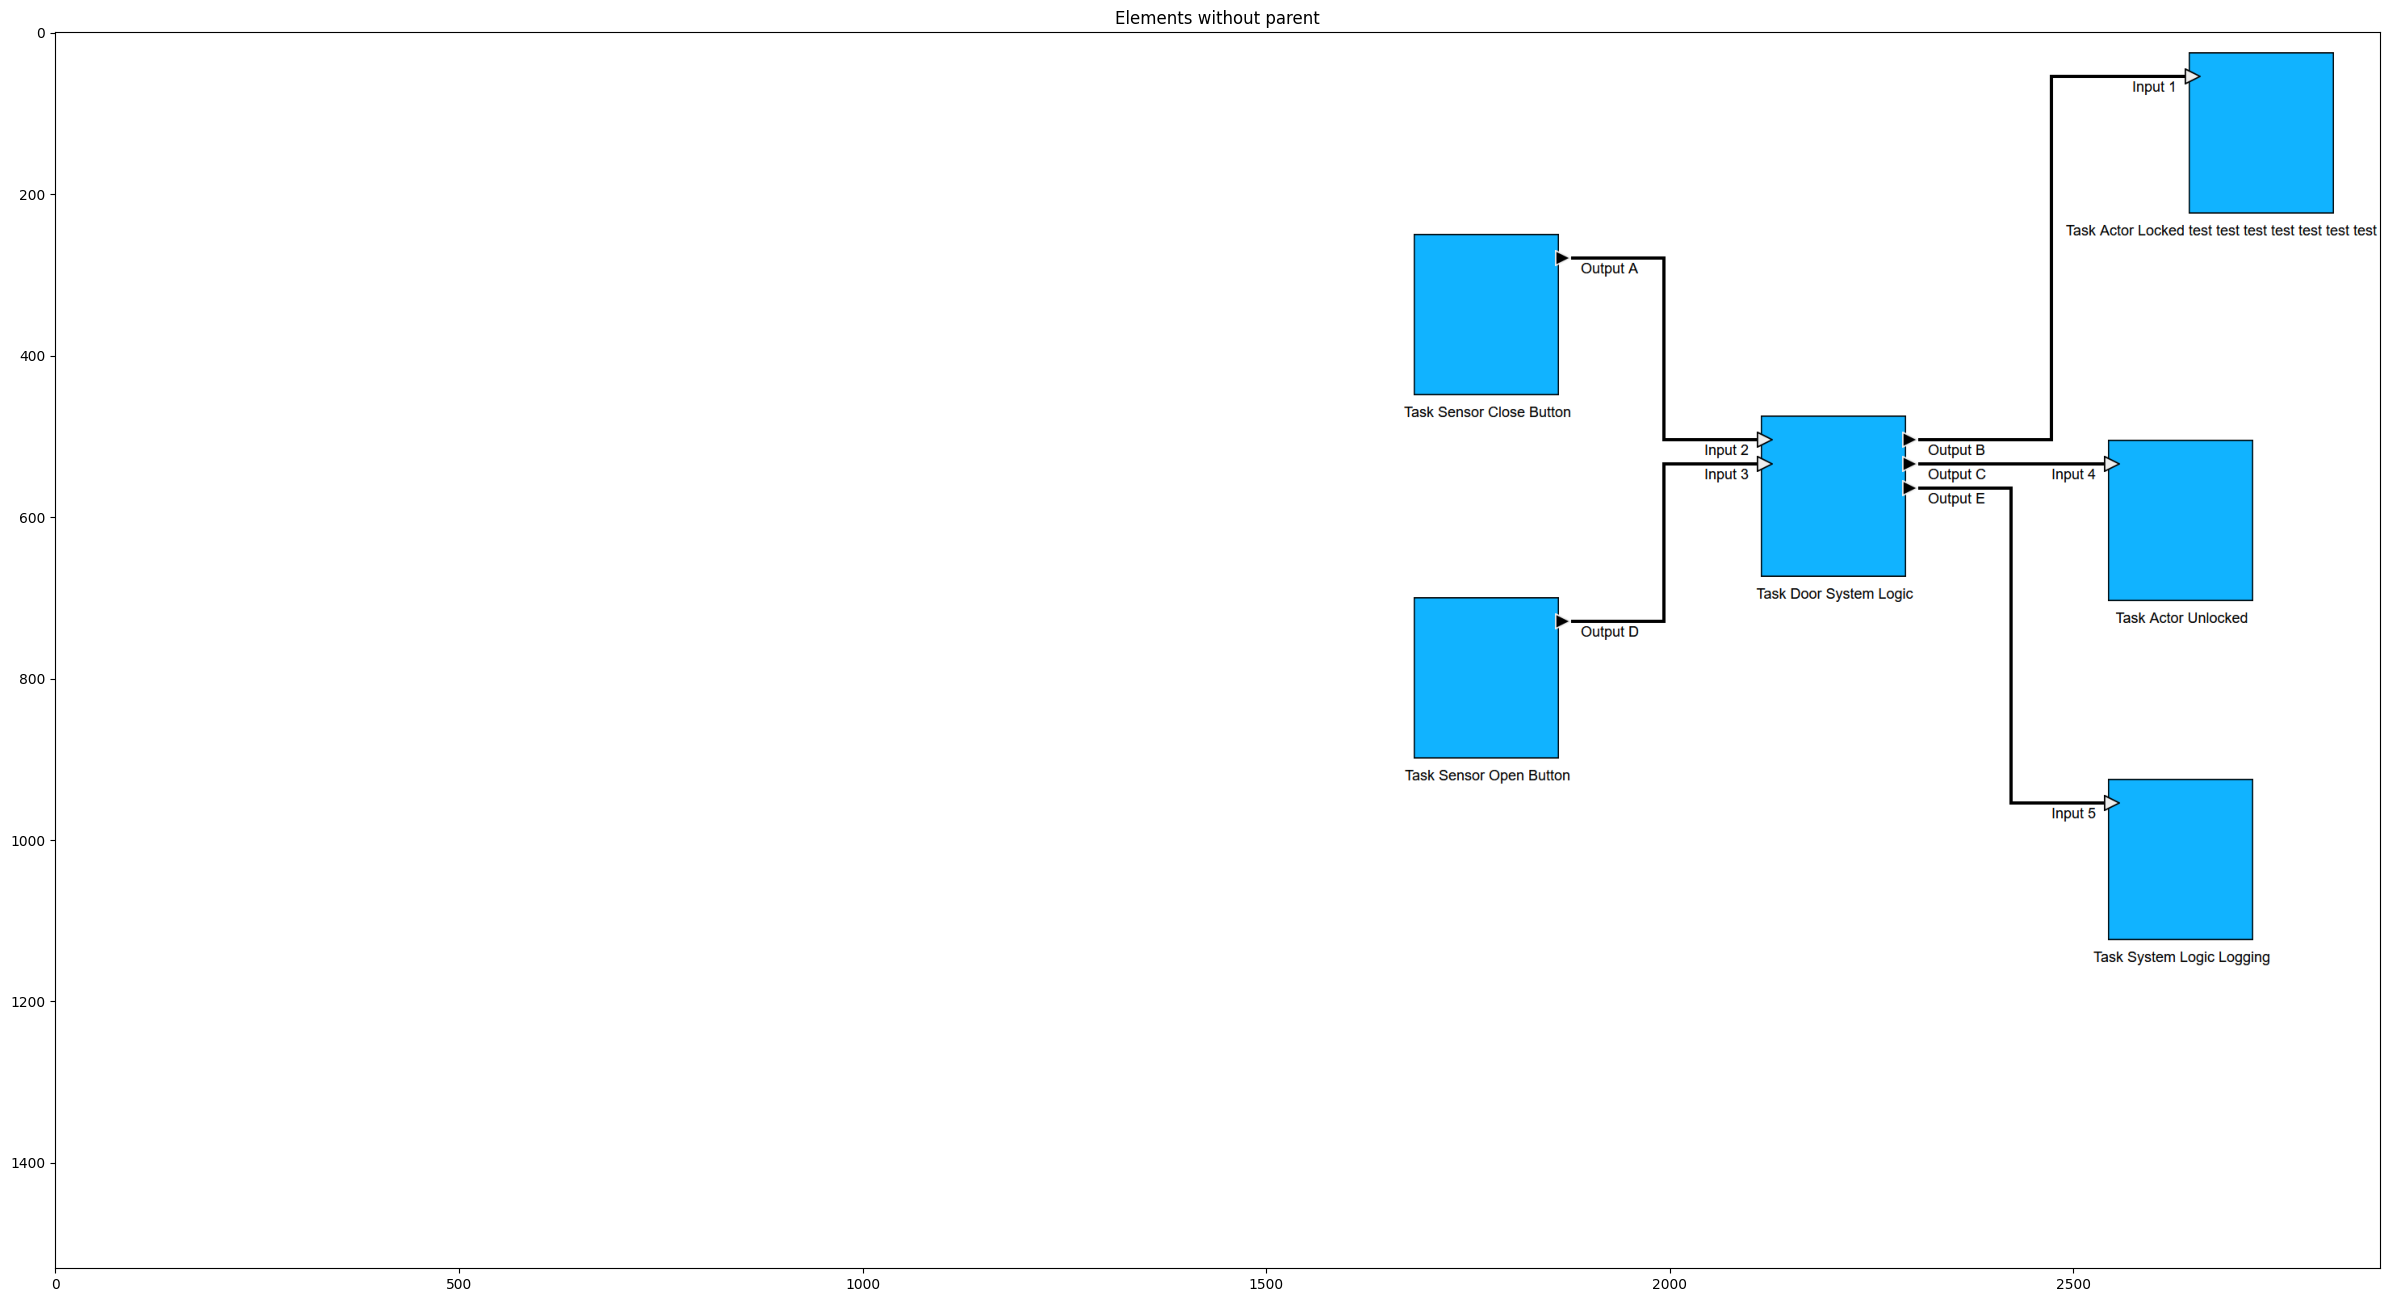 Elements without parent
0
200
400
600
800
1000
1200
1400
0
500
1000
1500
2000
2500
Input 1
Task Actor Locked test test test test test test test
Output A
Task Sensor Close Button
Input 2
Input 3
Output B
Output C
Output E
Input 4
Task Door System Logic
Task Actor Unlocked
Output D
Task Sensor Open Button
Input 5
Task System Logic Logging